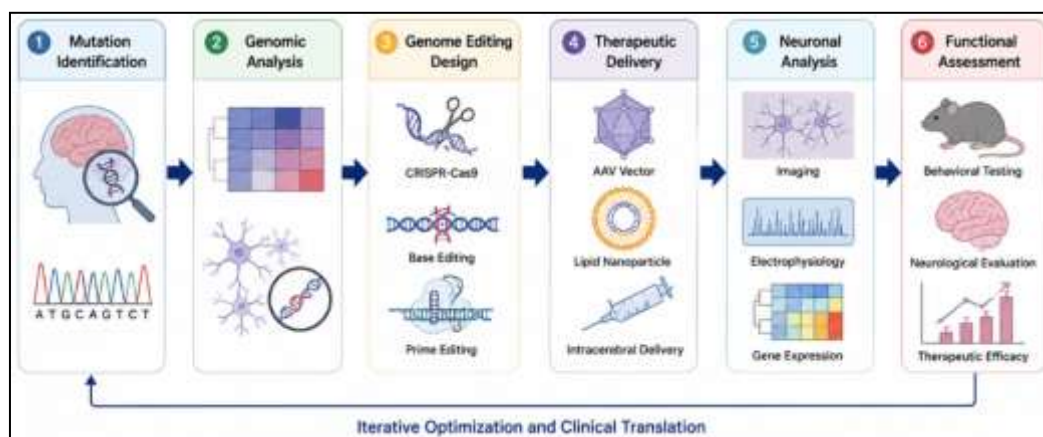 1 Mutation
Identification
A T G C A G T C T
2 Genomic
Analysis
3 Genome Editing
Design
CRISPR-Cas9
Base Editing
Prime Editing
4 Therapeutic
Delivery
AAV Vector
Lipid Nanoparticle
Intracerebral Delivery
5 Neuronal
Analysis
Imaging
Electrophysiology
Gene Expression
6 Functional
Assessment
Behavioral Testing
Neurological Evaluation
Therapeutic Efficacy
Iterative Optimization and Clinical Translation